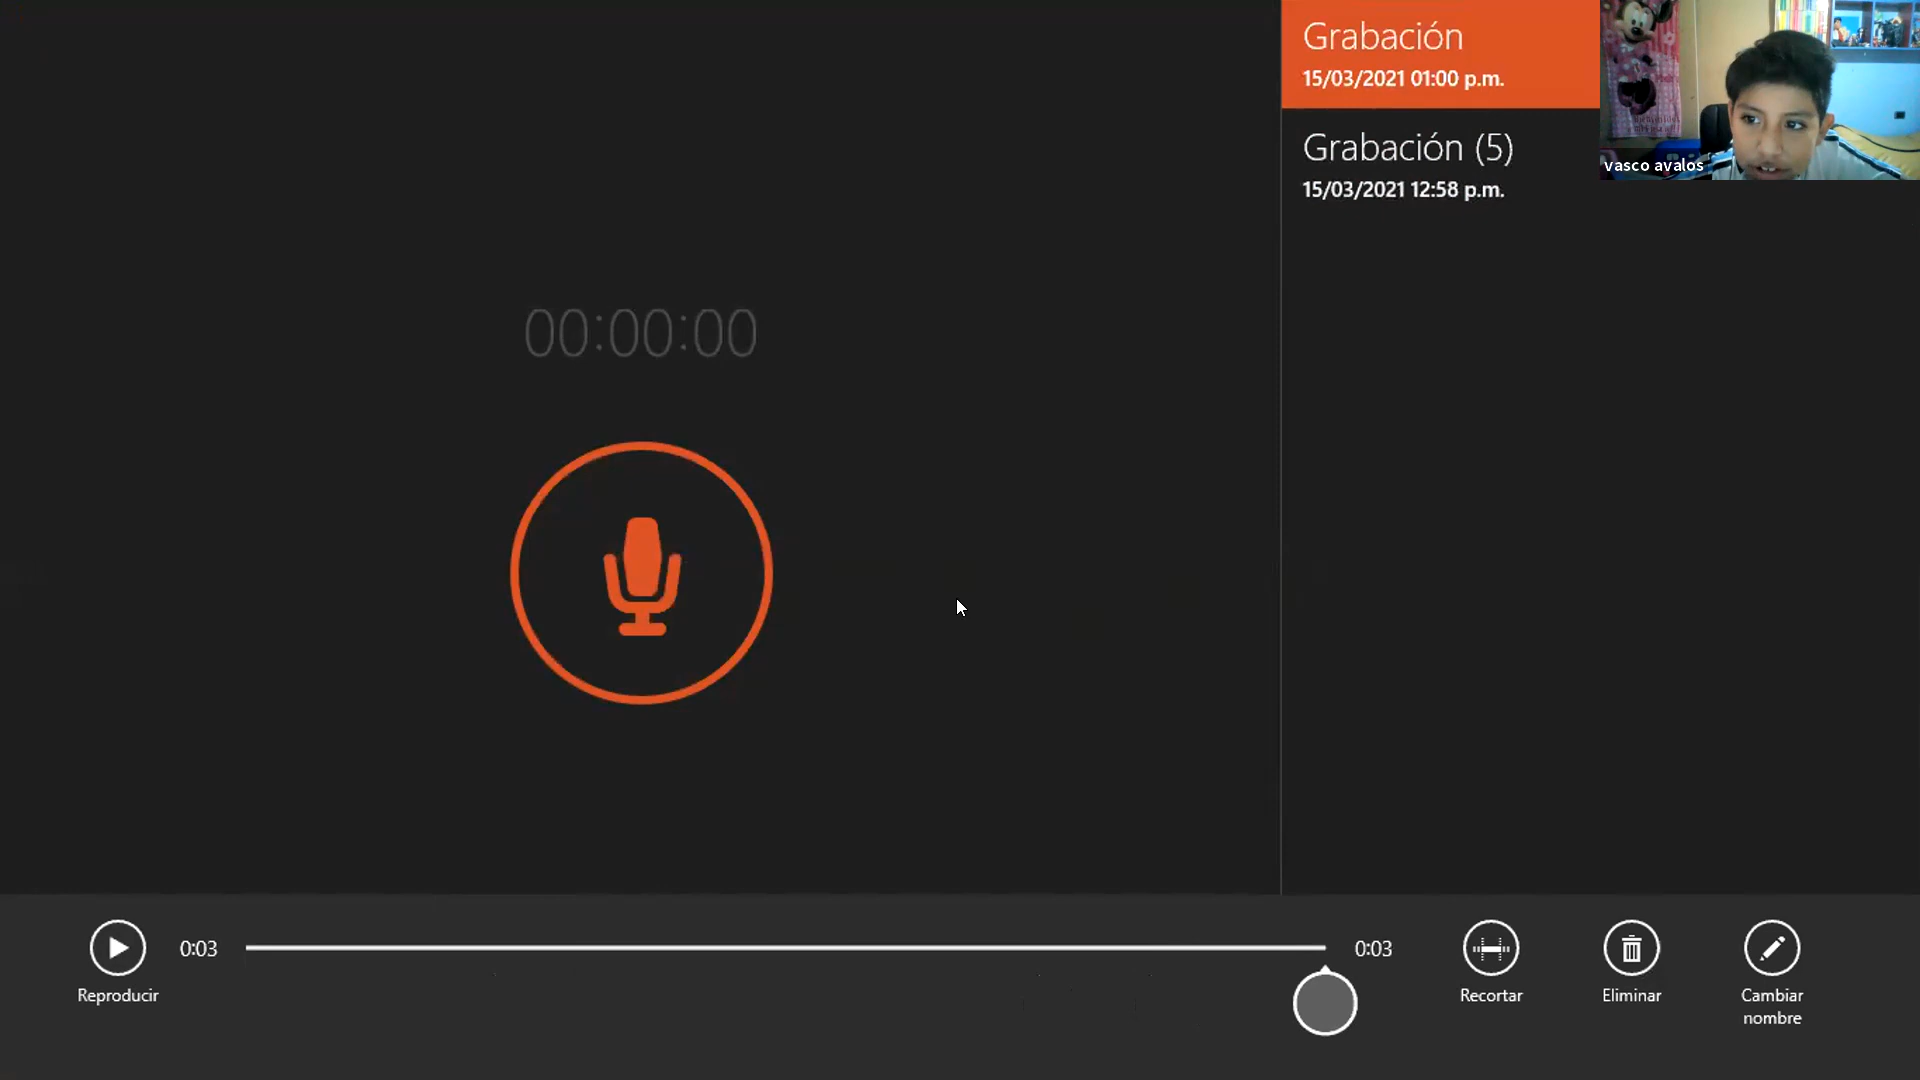 Grabación
15/03/2021 01:00 p.m.
Grabación (5)
15/03/2021 12:58 p.m.
vasco avalos
00:00:00
Reproducir
0:03
0:03
Recortar
Eliminar
Cambiar
nombre